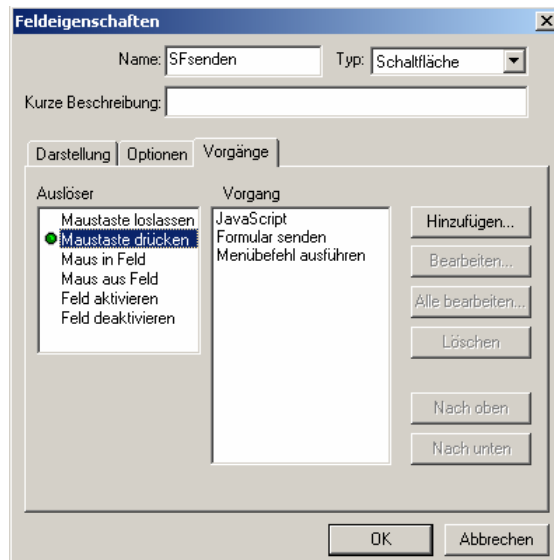 Feldeigenschaften
Name: SFsenden Typ: Schaltfläche
Kurze Beschreibung:
Darstellung Optionen Vorgänge
Auslöser Vorgang
Maustaste loslassen JavaScript Hinzufügen...
Maustaste drücken Formular senden
Maus in Feld Menübefehl ausführen Bearbeiten...
Maus aus Feld
Feld aktivieren Alle bearbeiten...
Feld deaktivieren
Löschen
Nach oben
Nach unten
OK Abbrechen